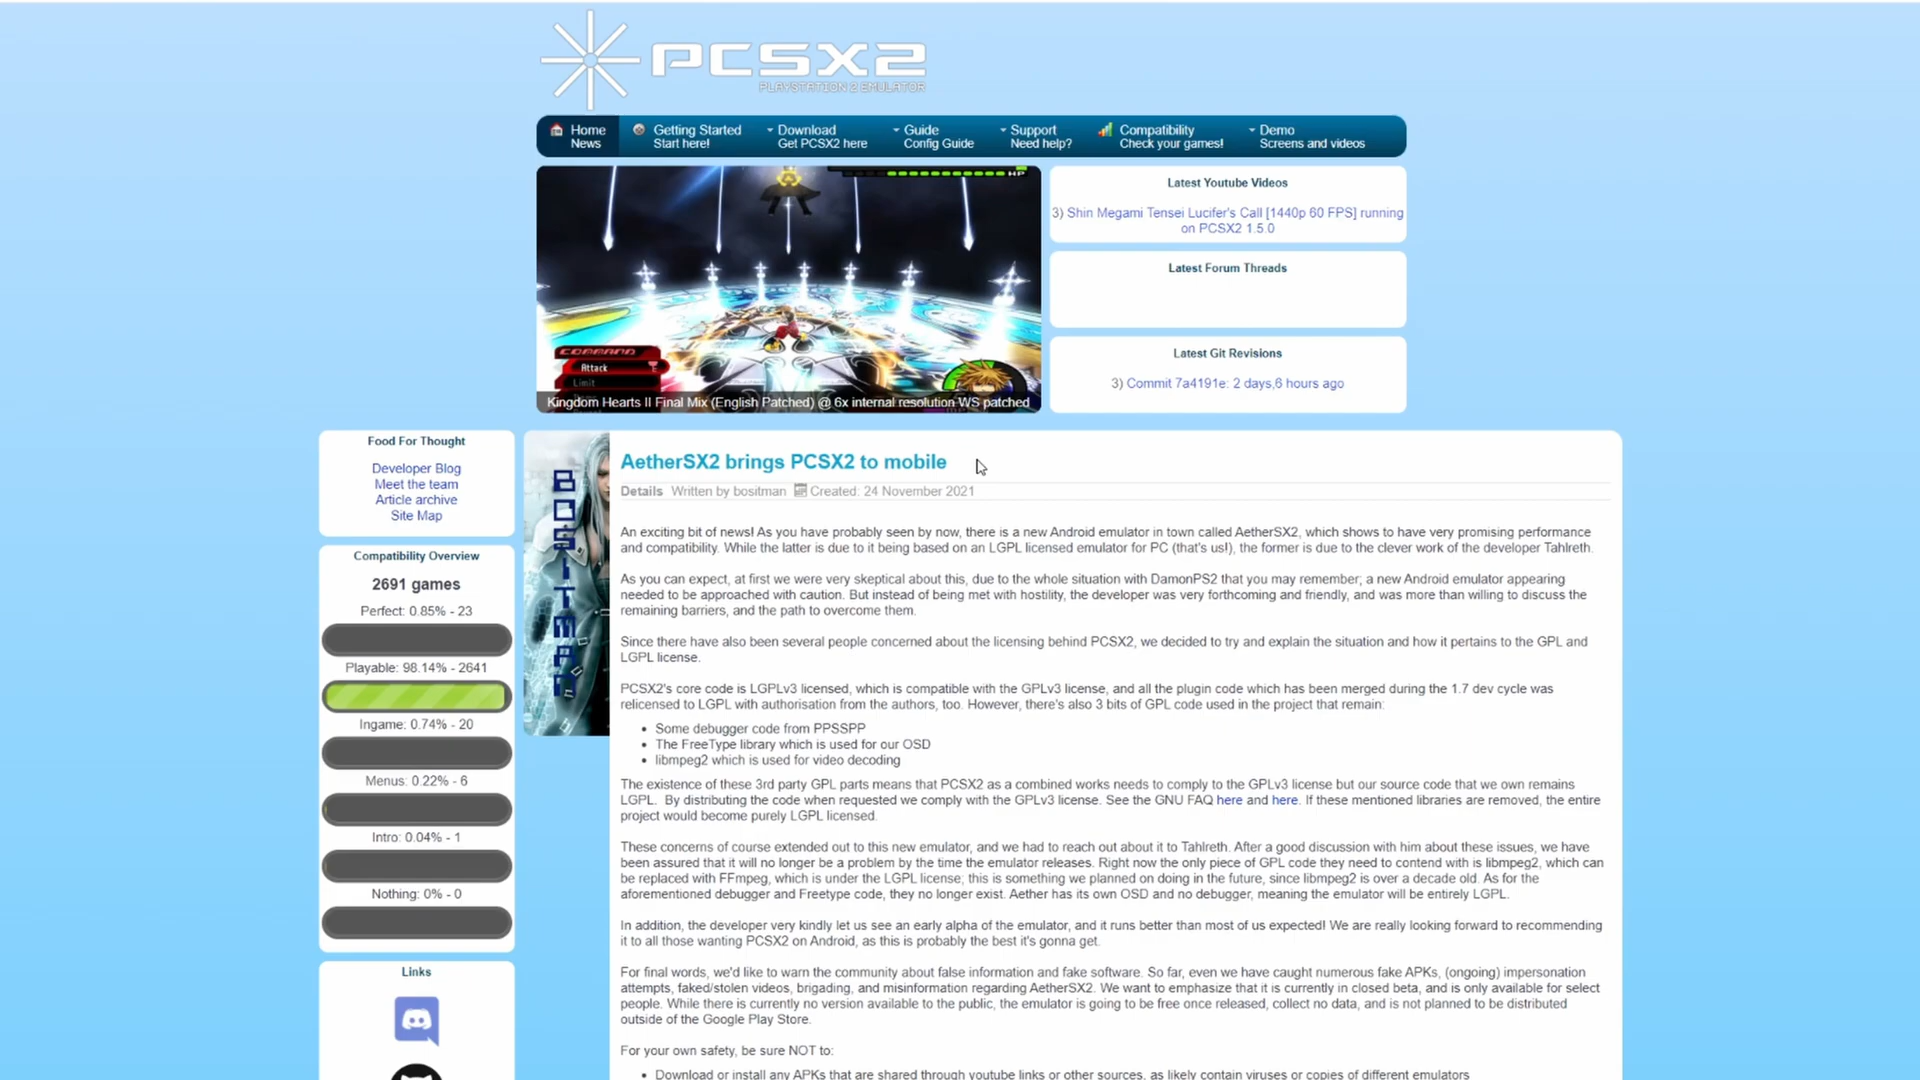 PCSX2
PLAYSTATION 2 EMULATOR
Home
News
Getting Started
Start here!
Download
Get PCSX2 here
Guide
Config Guide
Support
Need help?
Compatibility
Check your games!
Demo
Screens and videos
HP
COMMAND
Attack
Limit
Kingdom Hearts II Final Mix (English Patched) @ 6x internal resolution WS patched
Latest Youtube Videos
3) Shin Megami Tensei Lucifer's Call [1440p 60 FPS] running
on PCSX2 1.5.0
Latest Forum Threads
Latest Git Revisions
3) Commit 7a4191e: 2 days,6 hours ago
Food For Thought
Developer Blog
Meet the team
Article archive
Site Map
Compatibility Overview
2691 games
Perfect: 0.85% - 23
Playable: 98.14% - 2641
Ingame: 0.74% - 20
Menus: 0.22% - 6
Intro: 0.04% - 1
Nothing: 0% - 0
Links
BOSITMAN
AetherSX2 brings PCSX2 to mobile
Details Written by bositman Created: 24 November 2021
An exciting bit of news! As you have probably seen by now, there is a new Android emulator in town called AetherSX2, which shows to have very promising performance
and compatibility. While the latter is due to it being based on an LGPL licensed emulator for PC (that's us!), the former is due to the clever work of the developer Tahlreth.
As you can expect, at first we were very skeptical about this, due to the whole situation with DamonPS2 that you may remember; a new Android emulator appearing
needed to be approached with caution. But instead of being met with hostility, the developer was very forthcoming and friendly, and was more than willing to discuss the
remaining barriers, and the path to overcome them.
Since there have also been several people concerned about the licensing behind PCSX2, we decided to try and explain the situation and how it pertains to the GPL and
LGPL license.
PCSX2's core code is LGPLv3 licensed, which is compatible with the GPLv3 license, and all the plugin code which has been merged during the 1.7 dev cycle was
relicensed to LGPL with authorisation from the authors, too. However, there's also 3 bits of GPL code used in the project that remain:
• Some debugger code from PPSSPP
• The FreeType library which is used for our OSD
• libmpeg2 which is used for video decoding
The existence of these 3rd party GPL parts means that PCSX2 as a combined works needs to comply to the GPLv3 license but our source code that we own remains
LGPL. By distributing the code when requested we comply with the GPLv3 license. See the GNU FAQ here and here. If these mentioned libraries are removed, the entire
project would become purely LGPL licensed.
These concerns of course extended out to this new emulator, and we had to reach out about it to Tahlreth. After a good discussion with him about these issues, we have
been assured that it will no longer be a problem by the time the emulator releases. Right now the only piece of GPL code they need to contend with is libmpeg2, which can
be replaced with FFmpeg, which is under the LGPL license; this is something we planned on doing in the future, since libmpeg2 is over a decade old. As for the
aforementioned debugger and Freetype code, they no longer exist. Aether has its own OSD and no debugger, meaning the emulator will be entirely LGPL.
In addition, the developer very kindly let us see an early alpha of the emulator, and it runs better than most of us expected! We are really looking forward to recommending
it to all those wanting PCSX2 on Android, as this is probably the best it's gonna get.
For final words, we'd like to warn the community about false information and fake software. So far, even we have caught numerous fake APKs, (ongoing) impersonation
attempts, faked/stolen videos, brigading, and misinformation regarding AetherSX2. We want to emphasize that it is currently in closed beta, and is only available for select
people. While there is currently no version available to the public, the emulator is going to be free once released, collect no data, and is not planned to be distributed
outside of the Google Play Store.
For your own safety, be sure NOT to:
• Download or install any APKs that are shared through youtube links or other sources, as likely contain viruses or copies of different emulators